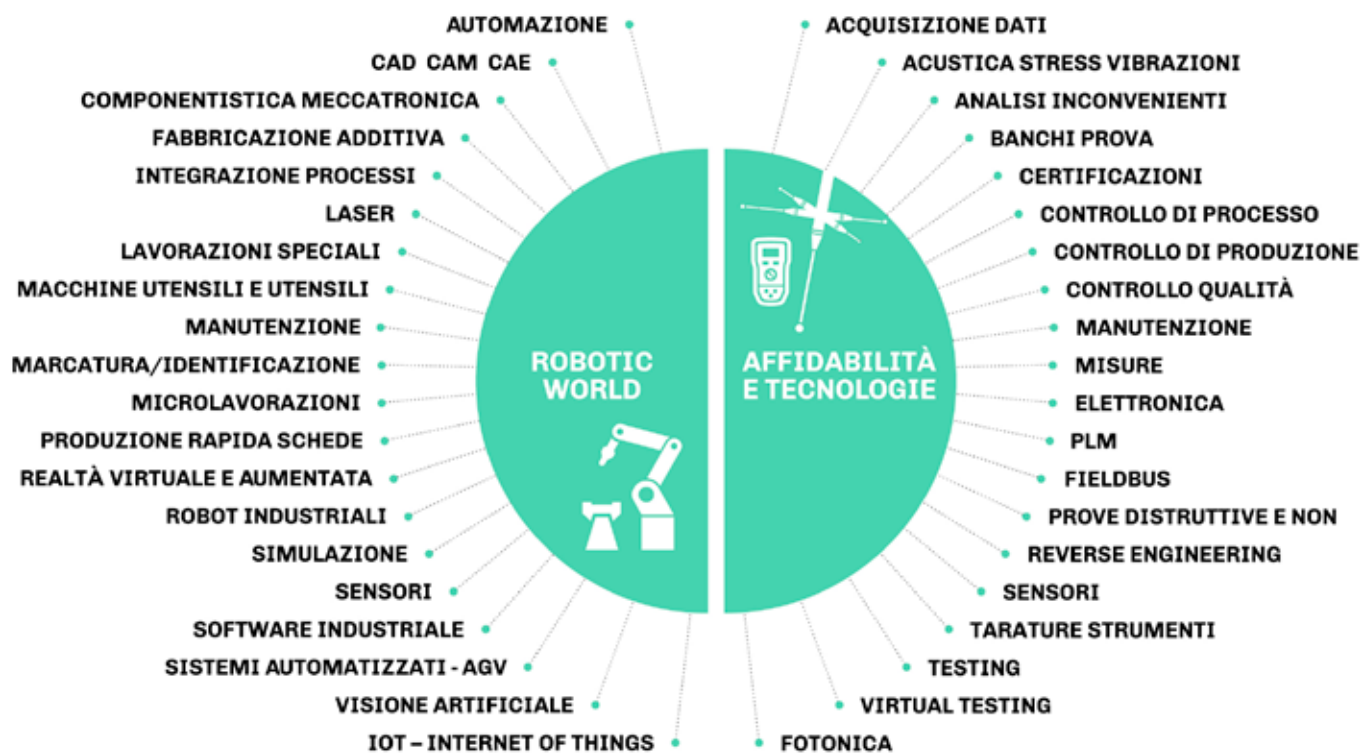 AUTOMAZIONE
CAD CAM CAE
COMPONENTISTICA MECCATRONICA
FABBRICAZIONE ADDITIVA
INTEGRAZIONE PROCESSI
LASER
LAVORAZIONI SPECIALI
MACCHINE UTENSILI E UTENSILI
MANUTENZIONE
MARCATURA/IDENTIFICAZIONE
MICROLAVORAZIONI
PRODUZIONE RAPIDA SCHEDE
REALTÀ VIRTUALE E AUMENTATA
ROBOT INDUSTRIALI
SIMULAZIONE
SENSORI
SOFTWARE INDUSTRIALE
SISTEMI AUTOMATIZZATI - AGV
VISIONE ARTIFICIALE
IOT – INTERNET OF THINGS
ROBOTIC
WORLD
AFFIDABILITÀ
E TECNOLOGIE
ACQUISIZIONE DATI
ACUSTICA STRESS VIBRAZIONI
ANALISI INCONVENIENTI
BANCHI PROVA
CERTIFICAZIONI
CONTROLLO DI PROCESSO
CONTROLLO DI PRODUZIONE
CONTROLLO QUALITÀ
MANUTENZIONE
MISURE
ELETTRONICA
PLM
FIELDBUS
PROVE DISTRUTTIVE E NON
REVERSE ENGINEERING
SENSORI
TARATURE STRUMENTI
TESTING
VIRTUAL TESTING
FOTONICA